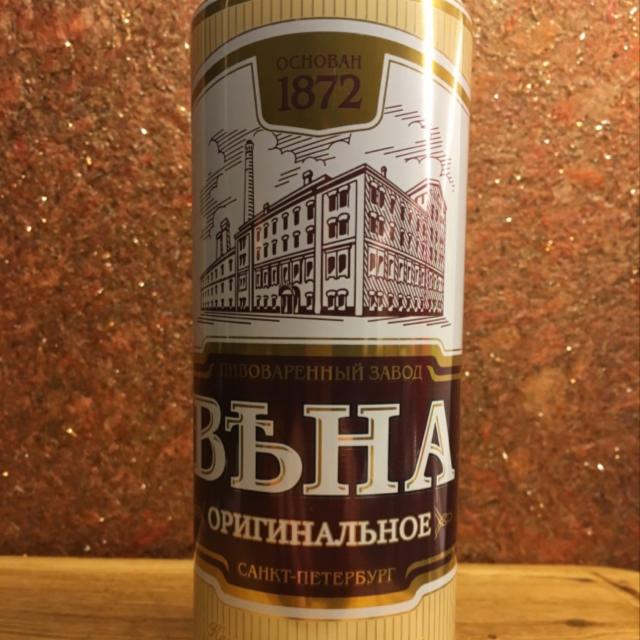 ОСНОВАН
1872
ПИВОВАРЕННЫЙ ЗАВОД
ВѢНА
ОРИГИНАЛЬНОЕ
САНКТ-ПЕТЕРБУРГ